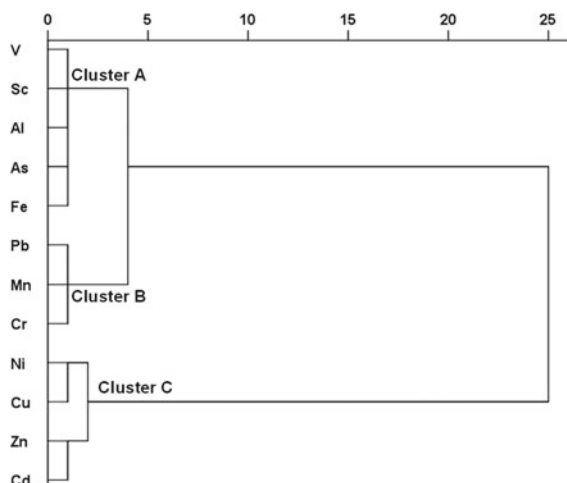 0 5 10 15 20 25
V
Cluster A
Sc
Al
As
Fe
Pb
Mn
Cluster B
Cr
Ni
Cluster C
Cu
Zn
Cd